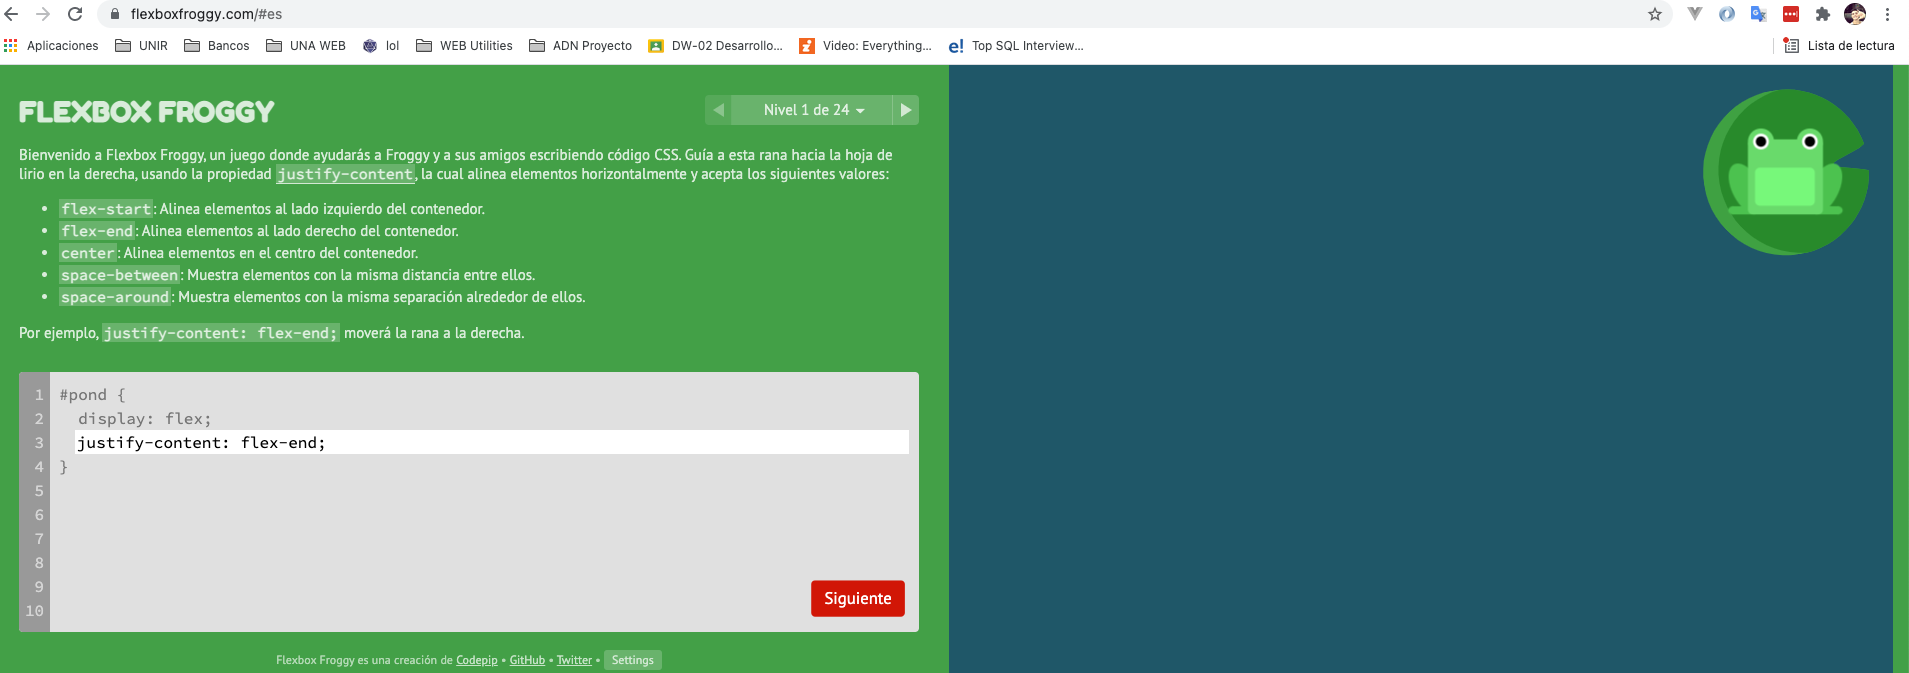 flexboxfroggy.com/#es
Aplicaciones UNIR Bancos UNA WEB lol WEB Utilities ADN Proyecto DW-02 Desarrollo... Video: Everything... e! Top SQL Interview... Lista de lectura
FLEXBOX FROGGY
Nivel 1 de 24
Bienvenido a Flexbox Froggy, un juego donde ayudarás a Froggy y a sus amigos escribiendo código CSS. Guía a esta rana hacia la hoja de
lirio en la derecha, usando la propiedad justify-content, la cual alinea elementos horizontalmente y acepta los siguientes valores:
• flex-start: Alinea elementos al lado izquierdo del contenedor.
• flex-end: Alinea elementos al lado derecho del contenedor.
• center: Alinea elementos en el centro del contenedor.
• space-between: Muestra elementos con la misma distancia entre ellos.
• space-around: Muestra elementos con la misma separación alrededor de ellos.
Por ejemplo, justify-content: flex-end; moverá la rana a la derecha.
1 #pond {
2 display: flex;
3 justify-content: flex-end;
4 }
5
6
7
8
9
10
Siguiente
Flexbox Froggy es una creación de Codepip • GitHub • Twitter • Settings